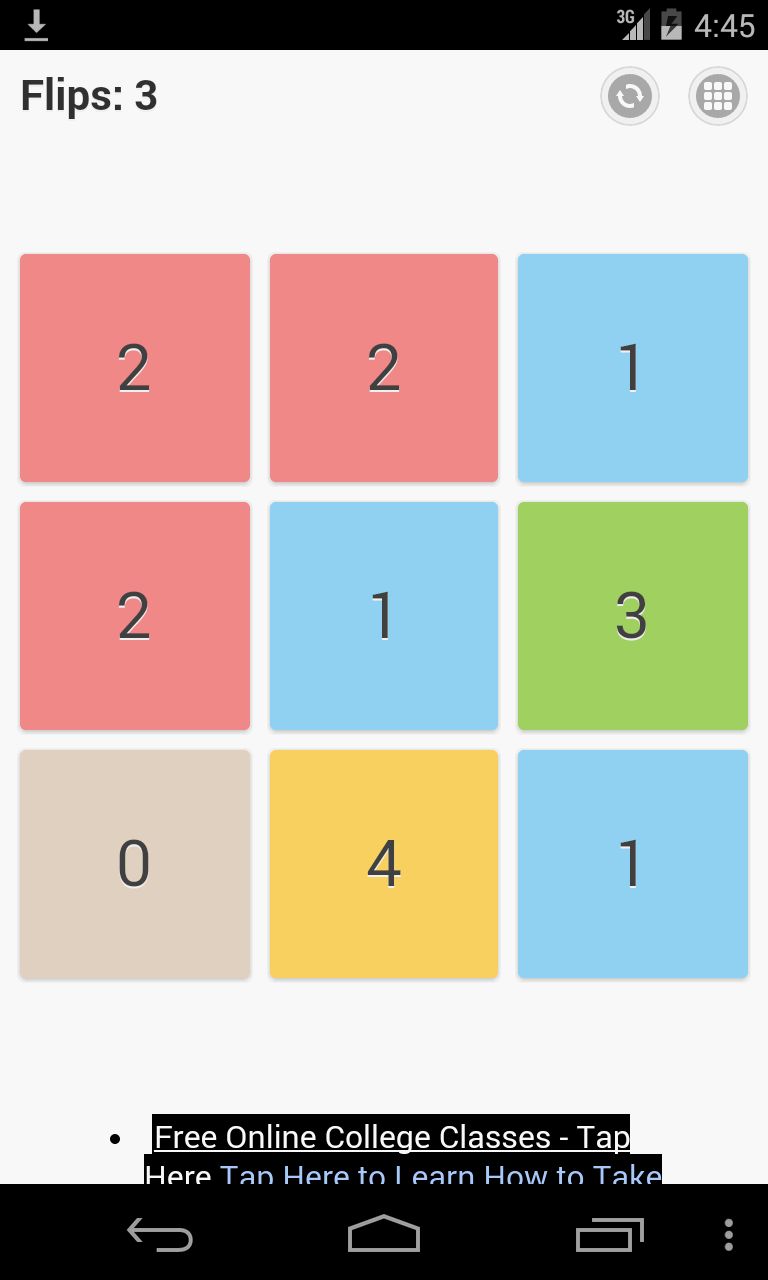 3G 4:45
Flips: 3
2 2 1
2 1 3
0 4 1
• Free Online College Classes - Tap
Here Tap Here to Learn How to Take